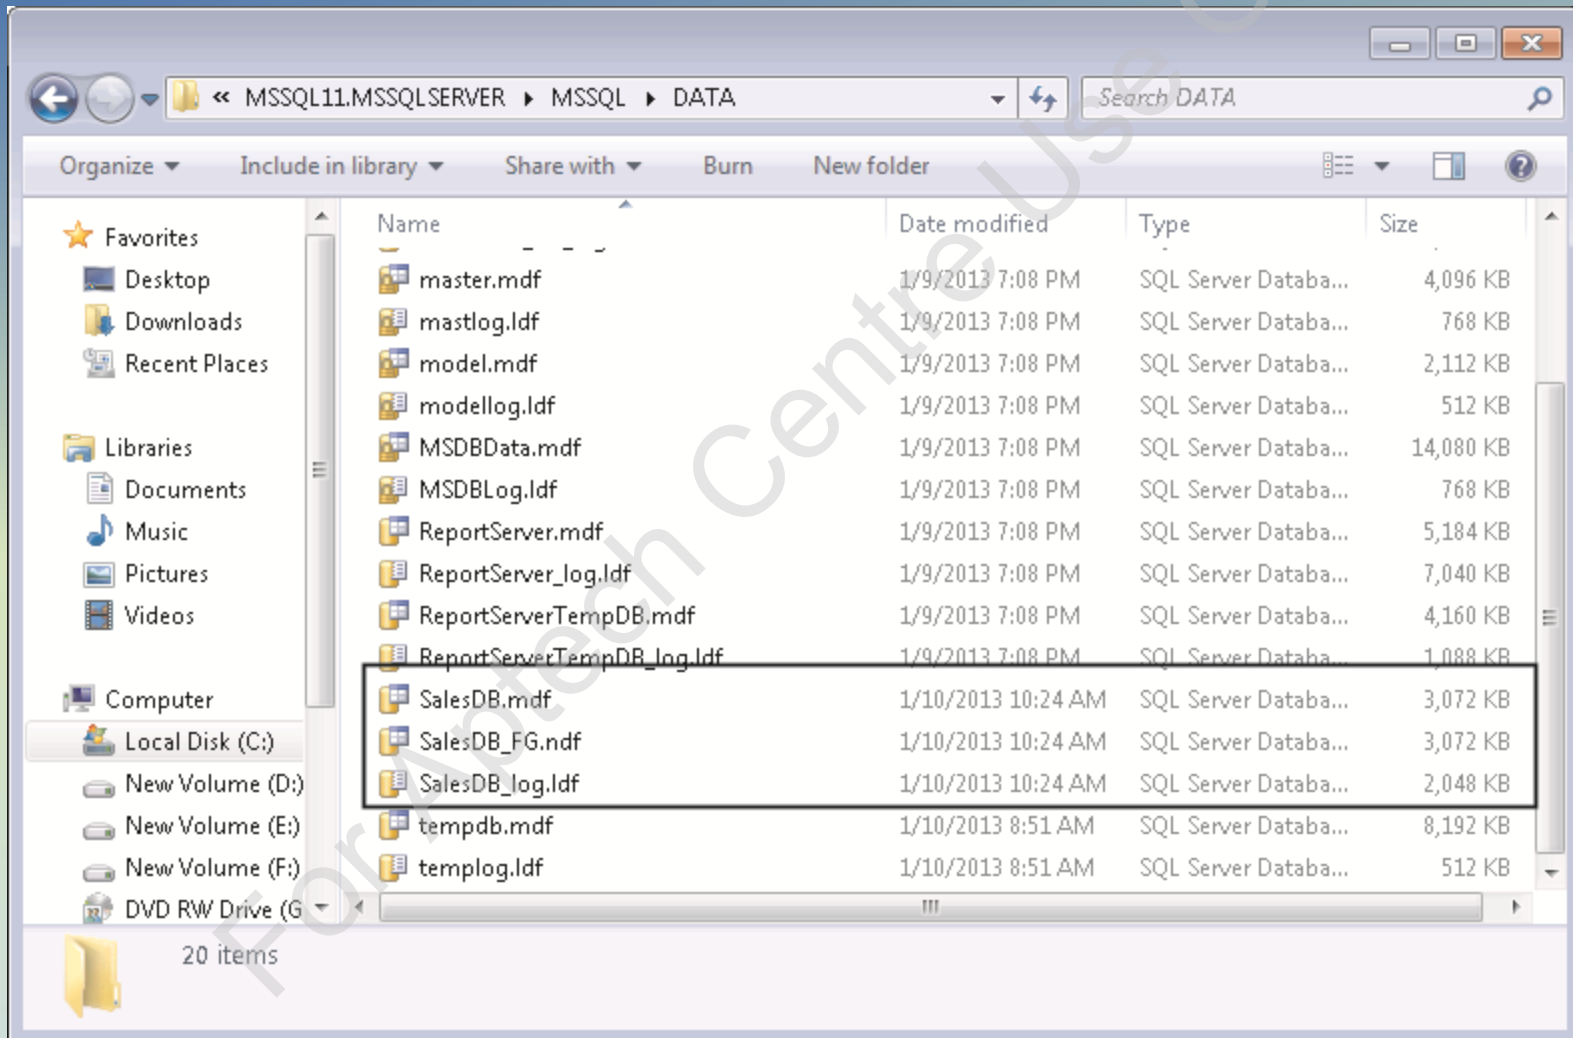 « MSSQL11.MSSQLSERVER ▸ MSSQL ▸ DATA
Search DATA
Organize Include in library Share with Burn New folder
Name Date modified Type Size
Favorites
Desktop
Downloads
Recent Places
Libraries
Documents
Music
Pictures
Videos
Computer
Local Disk (C:)
New Volume (D:)
New Volume (E:)
New Volume (F:)
DVD RW Drive (G
master.mdf 1/9/2013 7:08 PM SQL Server Databa... 4,096 KB
mastlog.ldf 1/9/2013 7:08 PM SQL Server Databa... 768 KB
model.mdf 1/9/2013 7:08 PM SQL Server Databa... 2,112 KB
modellog.ldf 1/9/2013 7:08 PM SQL Server Databa... 512 KB
MSDBData.mdf 1/9/2013 7:08 PM SQL Server Databa... 14,080 KB
MSDBLog.ldf 1/9/2013 7:08 PM SQL Server Databa... 768 KB
ReportServer.mdf 1/9/2013 7:08 PM SQL Server Databa... 5,184 KB
ReportServer_log.ldf 1/9/2013 7:08 PM SQL Server Databa... 7,040 KB
ReportServerTempDB.mdf 1/9/2013 7:08 PM SQL Server Databa... 4,160 KB
ReportServerTempDB_log.ldf 1/9/2013 7:08 PM SQL Server Databa... 1,088 KB
SalesDB.mdf 1/10/2013 10:24 AM SQL Server Databa... 3,072 KB
SalesDB_FG.ndf 1/10/2013 10:24 AM SQL Server Databa... 3,072 KB
SalesDB_log.ldf 1/10/2013 10:24 AM SQL Server Databa... 2,048 KB
tempdb.mdf 1/10/2013 8:51 AM SQL Server Databa... 8,192 KB
templog.ldf 1/10/2013 8:51 AM SQL Server Databa... 512 KB
20 items
For Aptech Centre Use